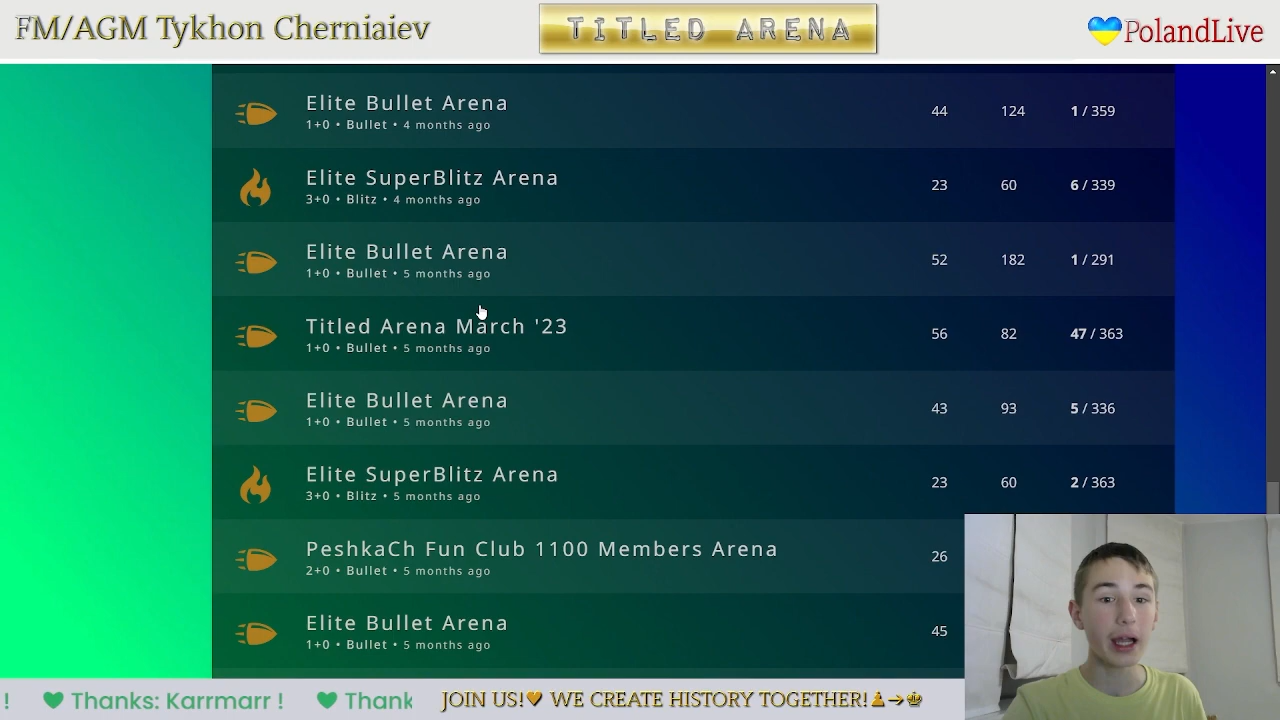 FM/AGM Tykhon Cherniaiev
TITLED ARENA
PolandLive
Elite Bullet Arena
1+0 • Bullet • 4 months ago
44 124 1 / 359
Elite SuperBlitz Arena
3+0 • Blitz • 4 months ago
23 60 6 / 339
Elite Bullet Arena
1+0 • Bullet • 5 months ago
52 182 1 / 291
Titled Arena March '23
1+0 • Bullet • 5 months ago
56 82 47 / 363
Elite Bullet Arena
1+0 • Bullet • 5 months ago
43 93 5 / 336
Elite SuperBlitz Arena
3+0 • Blitz • 5 months ago
23 60 2 / 363
PeshkaCh Fun Club 1100 Members Arena
2+0 • Bullet • 5 months ago
26
Elite Bullet Arena
1+0 • Bullet • 5 months ago
45
! 💚 Thanks: Karrmarr ! 💚 Thank
JOIN US!🧡 WE CREATE HISTORY TOGETHER!♟→♚